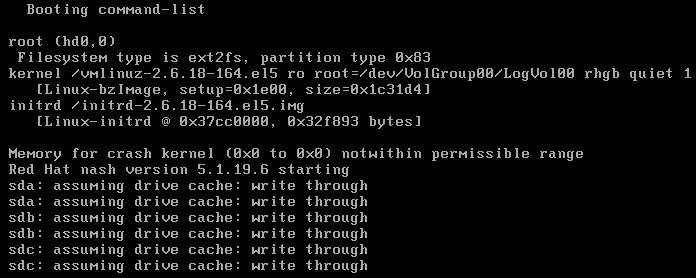 Booting command-list
root (hd0,0)
Filesystem type is ext2fs, partition type 0x83
kernel /vmlinuz-2.6.18-164.el5 ro root=/dev/VolGroup00/LogVol00 rhgb quiet 1
[Linux-bzImage, setup=0x1e00, size=0x1c31d4]
initrd /initrd-2.6.18-164.el5.img
[Linux-initrd @ 0x37cc0000, 0x32f893 bytes]
Memory for crash kernel (0x0 to 0x0) notwithin permissible range
Red Hat nash version 5.1.19.6 starting
sda: assuming drive cache: write through
sda: assuming drive cache: write through
sdb: assuming drive cache: write through
sdb: assuming drive cache: write through
sdc: assuming drive cache: write through
sdc: assuming drive cache: write through